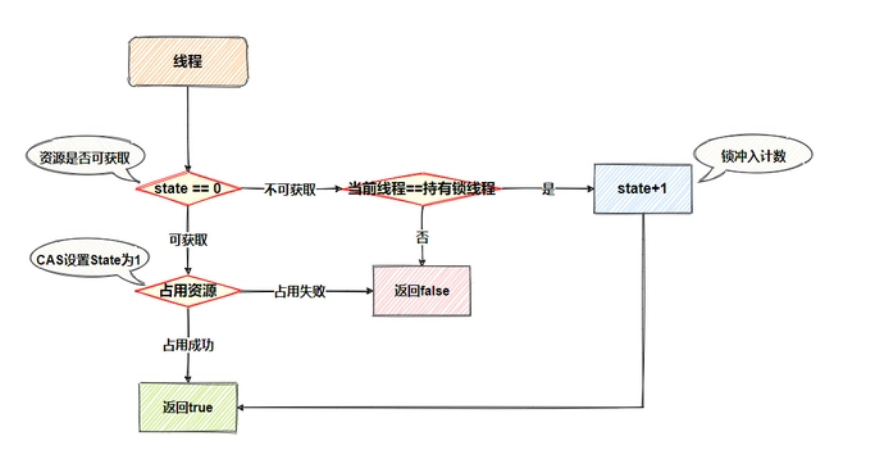 线程
资源是否可获取
state == 0
不可获取
当前线程==持有锁线程
是
state+1
锁冲入计数
可获取
否
CAS设置State为1
占用资源
占用失败
返回false
占用成功
返回true